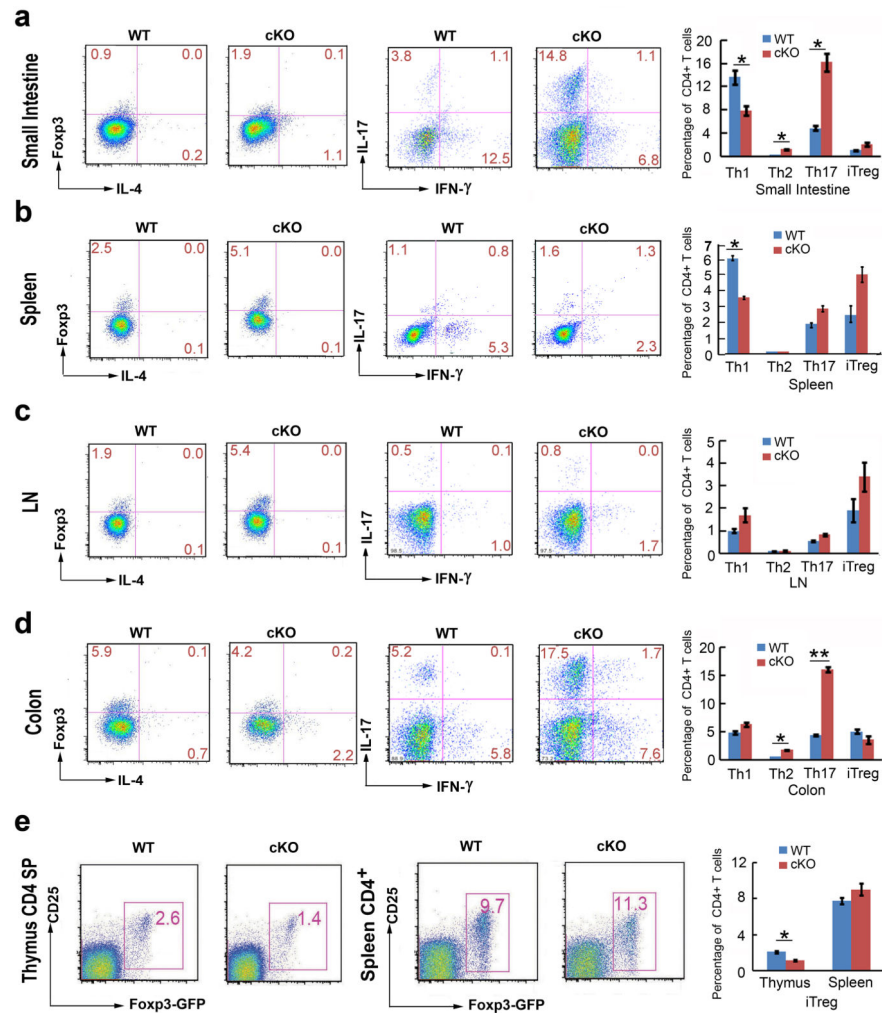 a
WT
cKO
WT
cKO
Small Intestine
Foxp3
0.9
0.0
0.2
1.9
0.1
1.1
IL-4
IL-17
3.8
1.1
12.5
14.8
1.1
6.8
IFN-γ
Percentage of CD4+ T cells
20
16
12
8
4
0
WT
cKO
*
*
*
Th1 Th2 Th17 iTreg
Small Intestine
b
WT
cKO
WT
cKO
Spleen
Foxp3
2.5
0.0
0.1
5.1
0.0
0.1
IL-4
IL-17
1.1
0.8
5.3
1.6
1.3
2.3
IFN-γ
Percentage of CD4+ T cells
7
6
5
4
3
2
1
0
WT
cKO
*
Th1 Th2 Th17 iTreg
Spleen
c
WT
cKO
WT
cKO
LN
Foxp3
1.9
0.0
0.1
5.4
0.0
0.1
IL-4
IL-17
0.5
0.1
1.0
0.8
0.0
1.7
IFN-γ
Percentage of CD4+ T cells
5
4
3
2
1
0
WT
cKO
Th1 Th2 Th17 iTreg
LN
d
WT
cKO
WT
cKO
Colon
Foxp3
5.9
0.1
0.7
4.2
0.2
2.2
IL-4
IL-17
5.2
0.1
5.8
17.5
1.7
7.6
IFN-γ
Percentage of CD4+ T cells
20
15
10
5
0
WT
cKO
*
**
Th1 Th2 Th17 iTreg
Colon
e
WT
cKO
WT
cKO
Thymus CD4 SP
CD25
2.6
1.4
Foxp3-GFP
Spleen CD4+
CD25
9.7
11.3
Foxp3-GFP
Percentage of CD4+ T cells
12
8
4
0
WT
cKO
*
Thymus Spleen
iTreg